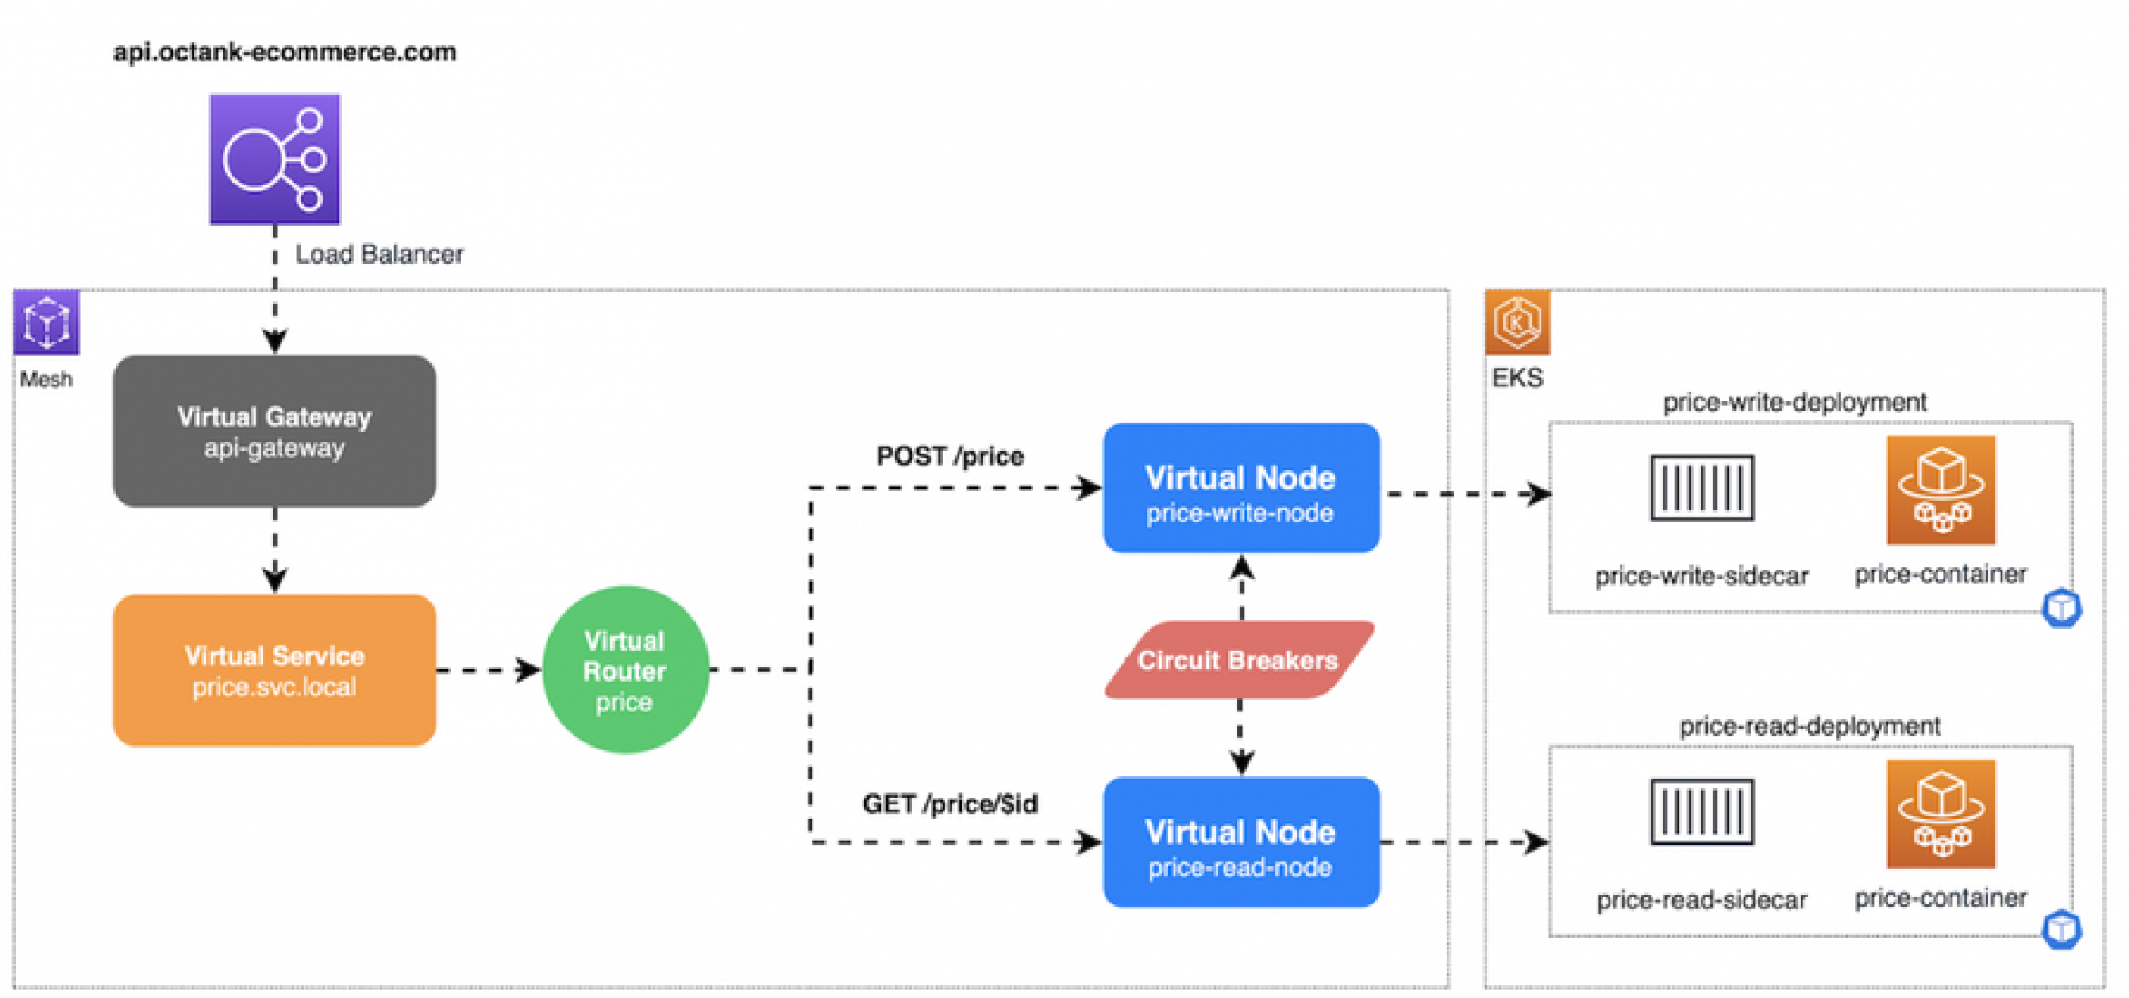 api.octank-ecommerce.com
Load Balancer
Mesh
Virtual Gateway
api-gateway
Virtual Service
price.svc.local
Virtual
Router
price
POST /price
GET /price/$id
Virtual Node
price-write-node
Circuit Breakers
Virtual Node
price-read-node
EKS
price-write-deployment
price-write-sidecar
price-container
price-read-deployment
price-read-sidecar
price-container